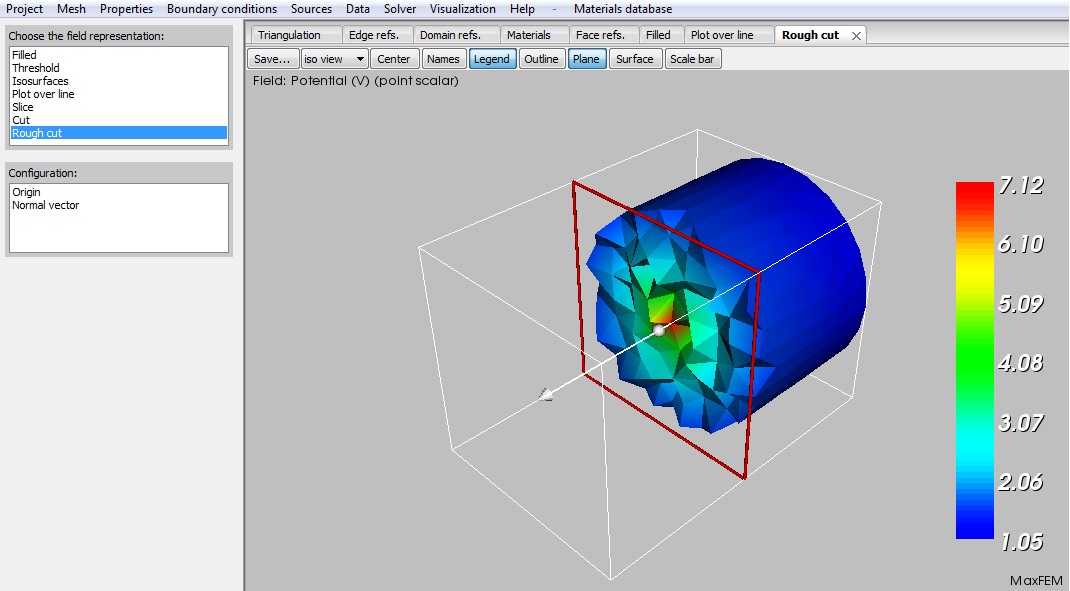 Project Mesh Properties Boundary conditions Sources Data Solver Visualization Help - Materials database
Choose the field representation:
Filled
Threshold
Isosurfaces
Plot over line
Slice
Cut
Rough cut
Configuration:
Origin
Normal vector
Triangulation Edge refs. Domain refs. Materials Face refs. Filled Plot over line Rough cut
Save... iso view Center Names Legend Outline Plane Surface Scale bar
Field: Potential (V) (point scalar)
7.12
6.10
5.09
4.08
3.07
2.06
1.05
MaxFEM